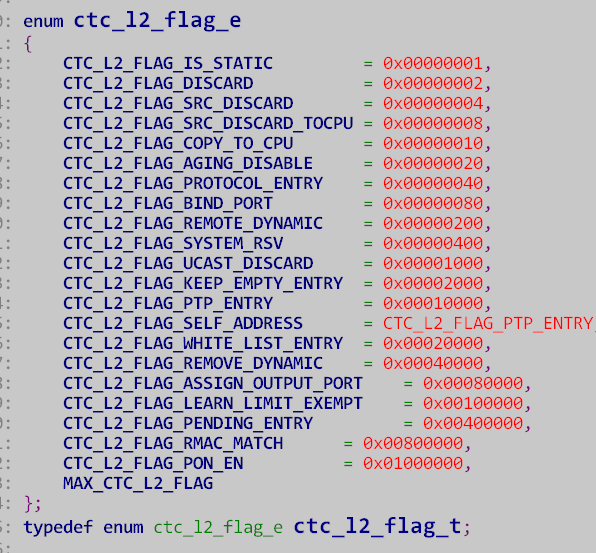 enum ctc_l2_flag_e
{
    CTC_L2_FLAG_IS_STATIC         = 0x00000001,
    CTC_L2_FLAG_DISCARD           = 0x00000002,
    CTC_L2_FLAG_SRC_DISCARD       = 0x00000004,
    CTC_L2_FLAG_SRC_DISCARD_TOCPU = 0x00000008,
    CTC_L2_FLAG_COPY_TO_CPU       = 0x00000010,
    CTC_L2_FLAG_AGING_DISABLE     = 0x00000020,
    CTC_L2_FLAG_PROTOCOL_ENTRY    = 0x00000040,
    CTC_L2_FLAG_BIND_PORT         = 0x00000080,
    CTC_L2_FLAG_REMOTE_DYNAMIC    = 0x00000200,
    CTC_L2_FLAG_SYSTEM_RSV        = 0x00000400,
    CTC_L2_FLAG_UCAST_DISCARD     = 0x00001000,
    CTC_L2_FLAG_KEEP_EMPTY_ENTRY  = 0x00002000,
    CTC_L2_FLAG_PTP_ENTRY         = 0x00010000,
    CTC_L2_FLAG_SELF_ADDRESS      = CTC_L2_FLAG_PTP_ENTRY,
    CTC_L2_FLAG_WHITE_LIST_ENTRY  = 0x00020000,
    CTC_L2_FLAG_REMOVE_DYNAMIC    = 0x00040000,
    CTC_L2_FLAG_ASSIGN_OUTPUT_PORT    = 0x00080000,
    CTC_L2_FLAG_LEARN_LIMIT_EXEMPT    = 0x00100000,
    CTC_L2_FLAG_PENDING_ENTRY         = 0x00400000,
    CTC_L2_FLAG_RMAC_MATCH      = 0x00800000,
    CTC_L2_FLAG_PON_EN          = 0x01000000,
    MAX_CTC_L2_FLAG
};
typedef enum ctc_l2_flag_e ctc_l2_flag_t;